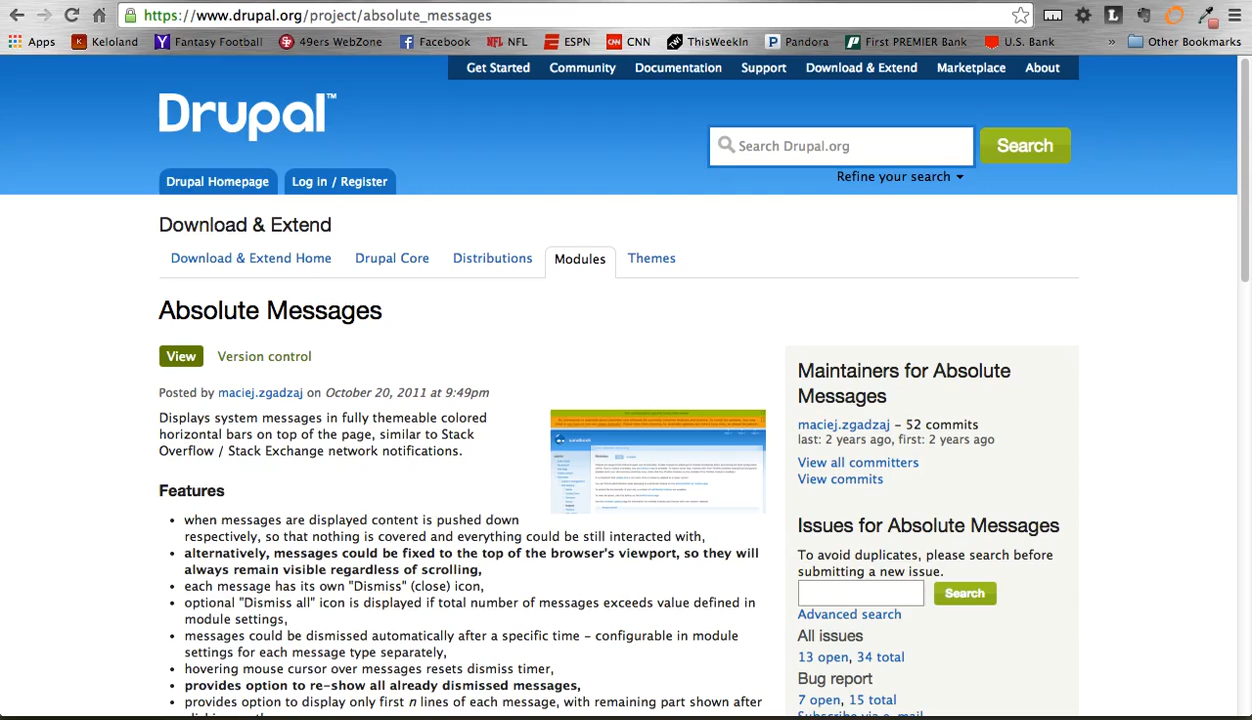 https://www.drupal.org/project/absolute_messages
Apps Keloland Fantasy Football 49ers WebZone Facebook NFL ESPN CNN ThisWeekIn Pandora First PREMIER Bank U.S. Bank » Other Bookmarks
Get Started Community Documentation Support Download & Extend Marketplace About
Drupal™
Search Drupal.org Search
Refine your search
Drupal Homepage Log in / Register
Download & Extend
Download & Extend Home Drupal Core Distributions Modules Themes
Absolute Messages
View Version control
Posted by maciej.zgadzaj on October 20, 2011 at 9:49pm
Displays system messages in fully themeable colored
horizontal bars on top of the page, similar to Stack
Overflow / Stack Exchange network notifications.
Features
• when messages are displayed content is pushed down
respectively, so that nothing is covered and everything could be still interacted with,
• alternatively, messages could be fixed to the top of the browser's viewport, so they will
always remain visible regardless of scrolling,
• each message has its own "Dismiss" (close) icon,
• optional "Dismiss all" icon is displayed if total number of messages exceeds value defined in
module settings,
• messages could be dismissed automatically after a specific time - configurable in module
settings for each message type separately,
• hovering mouse cursor over messages resets dismiss timer,
• provides option to re-show all already dismissed messages,
• provides option to display only first n lines of each message, with remaining part shown after
Maintainers for Absolute
Messages
maciej.zgadzaj – 52 commits
last: 2 years ago, first: 2 years ago
View all committers
View commits
Issues for Absolute Messages
To avoid duplicates, please search before
submitting a new issue.
Search
Advanced search
All issues
13 open, 34 total
Bug report
7 open, 15 total
Subscribe via e-mail